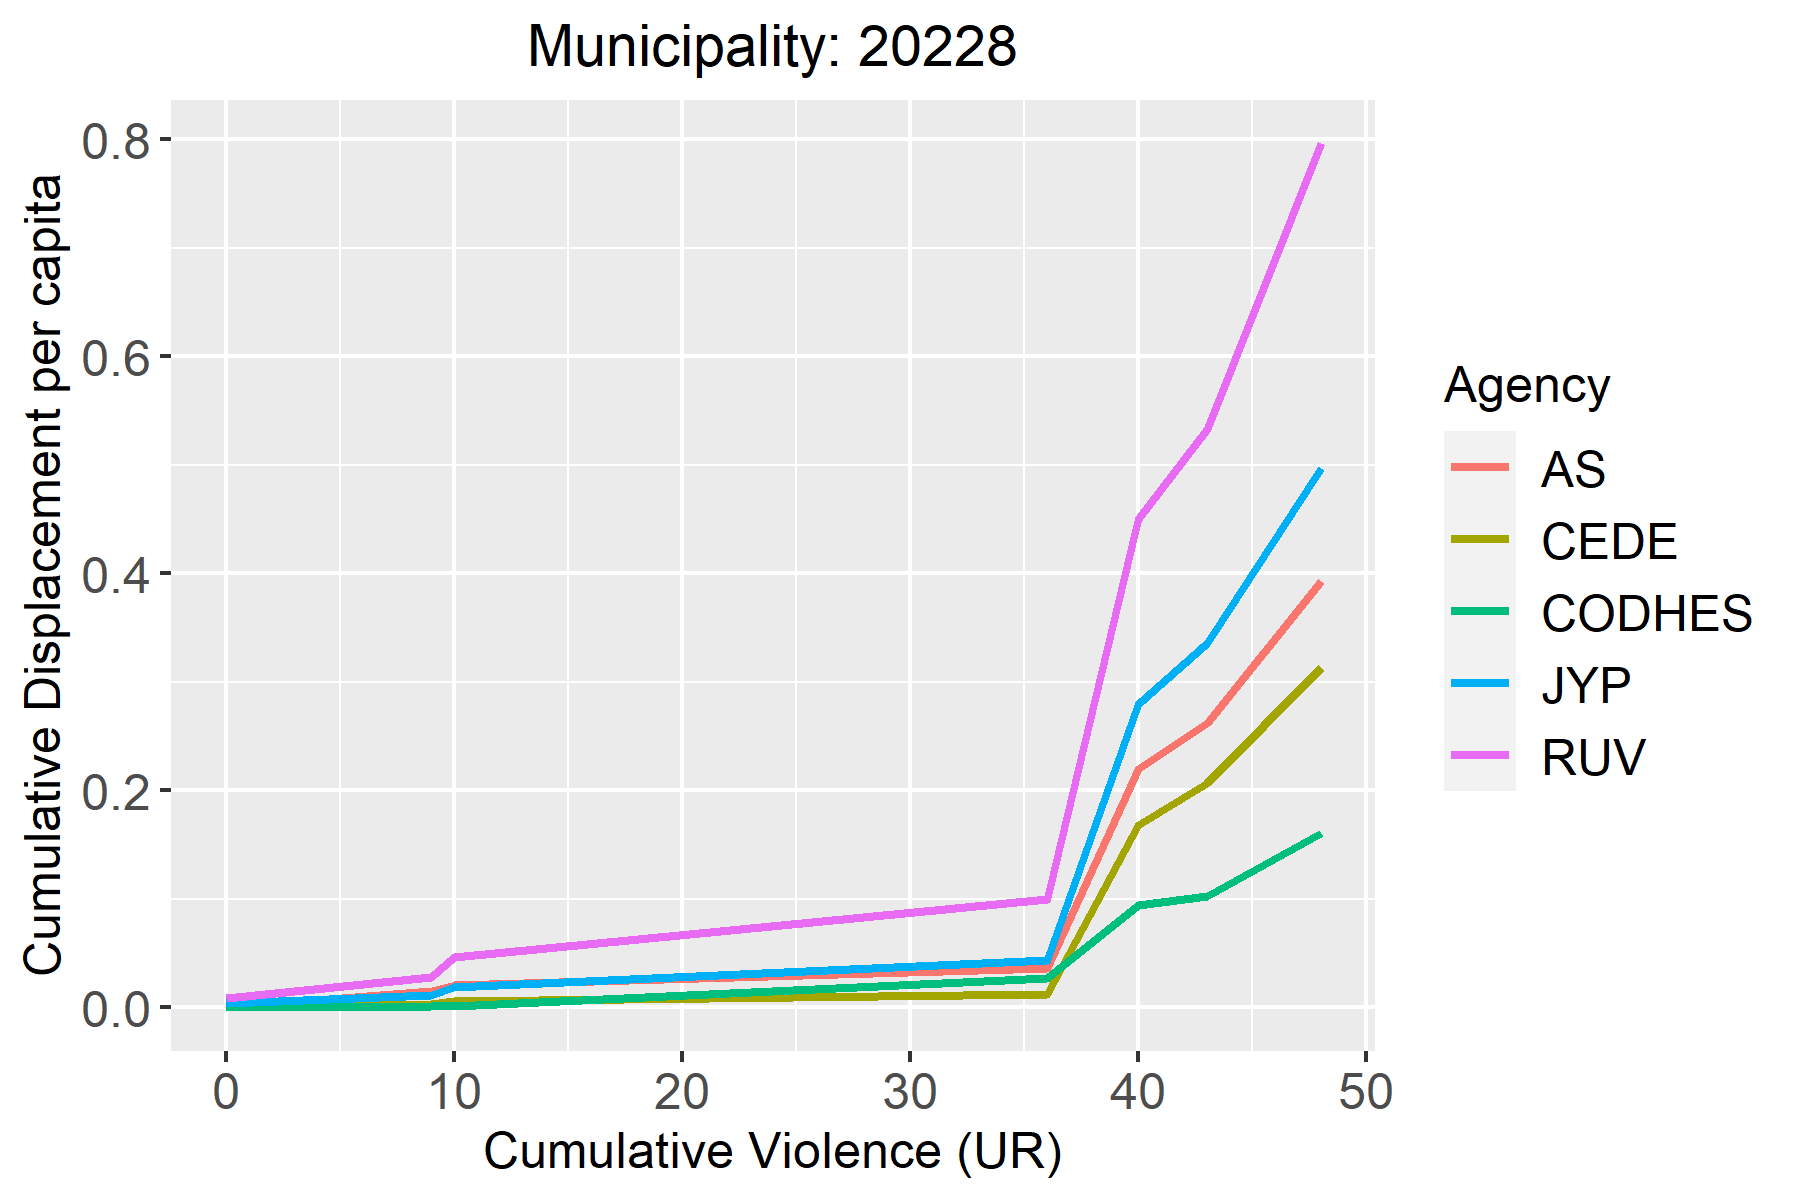 Municipality: 20228
Cumulative Displacement per capita
0.8
0.6
0.4
0.2
0.0
0 10 20 30 40 50
Cumulative Violence (UR)
Agency
AS
CEDE
CODHES
JYP
RUV